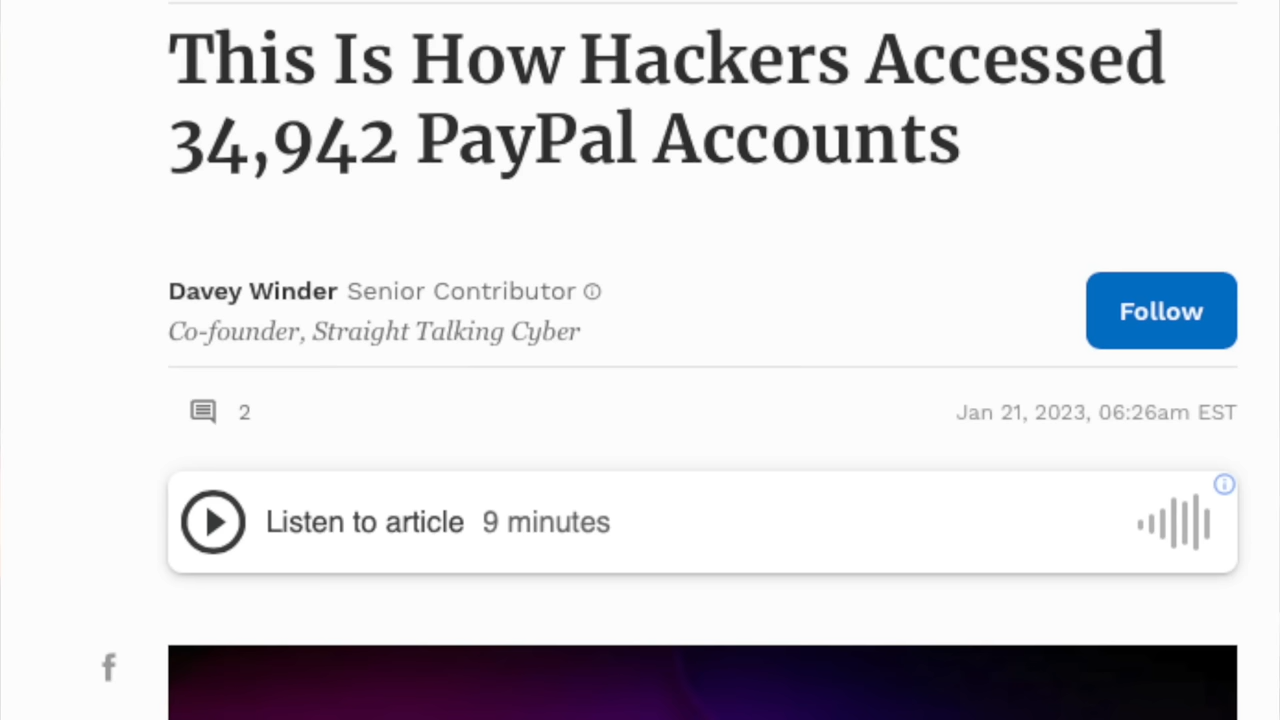 This Is How Hackers Accessed
34,942 PayPal Accounts
Davey Winder Senior Contributor
Co-founder, Straight Talking Cyber
Follow
2
Jan 21, 2023, 06:26am EST
Listen to article 9 minutes